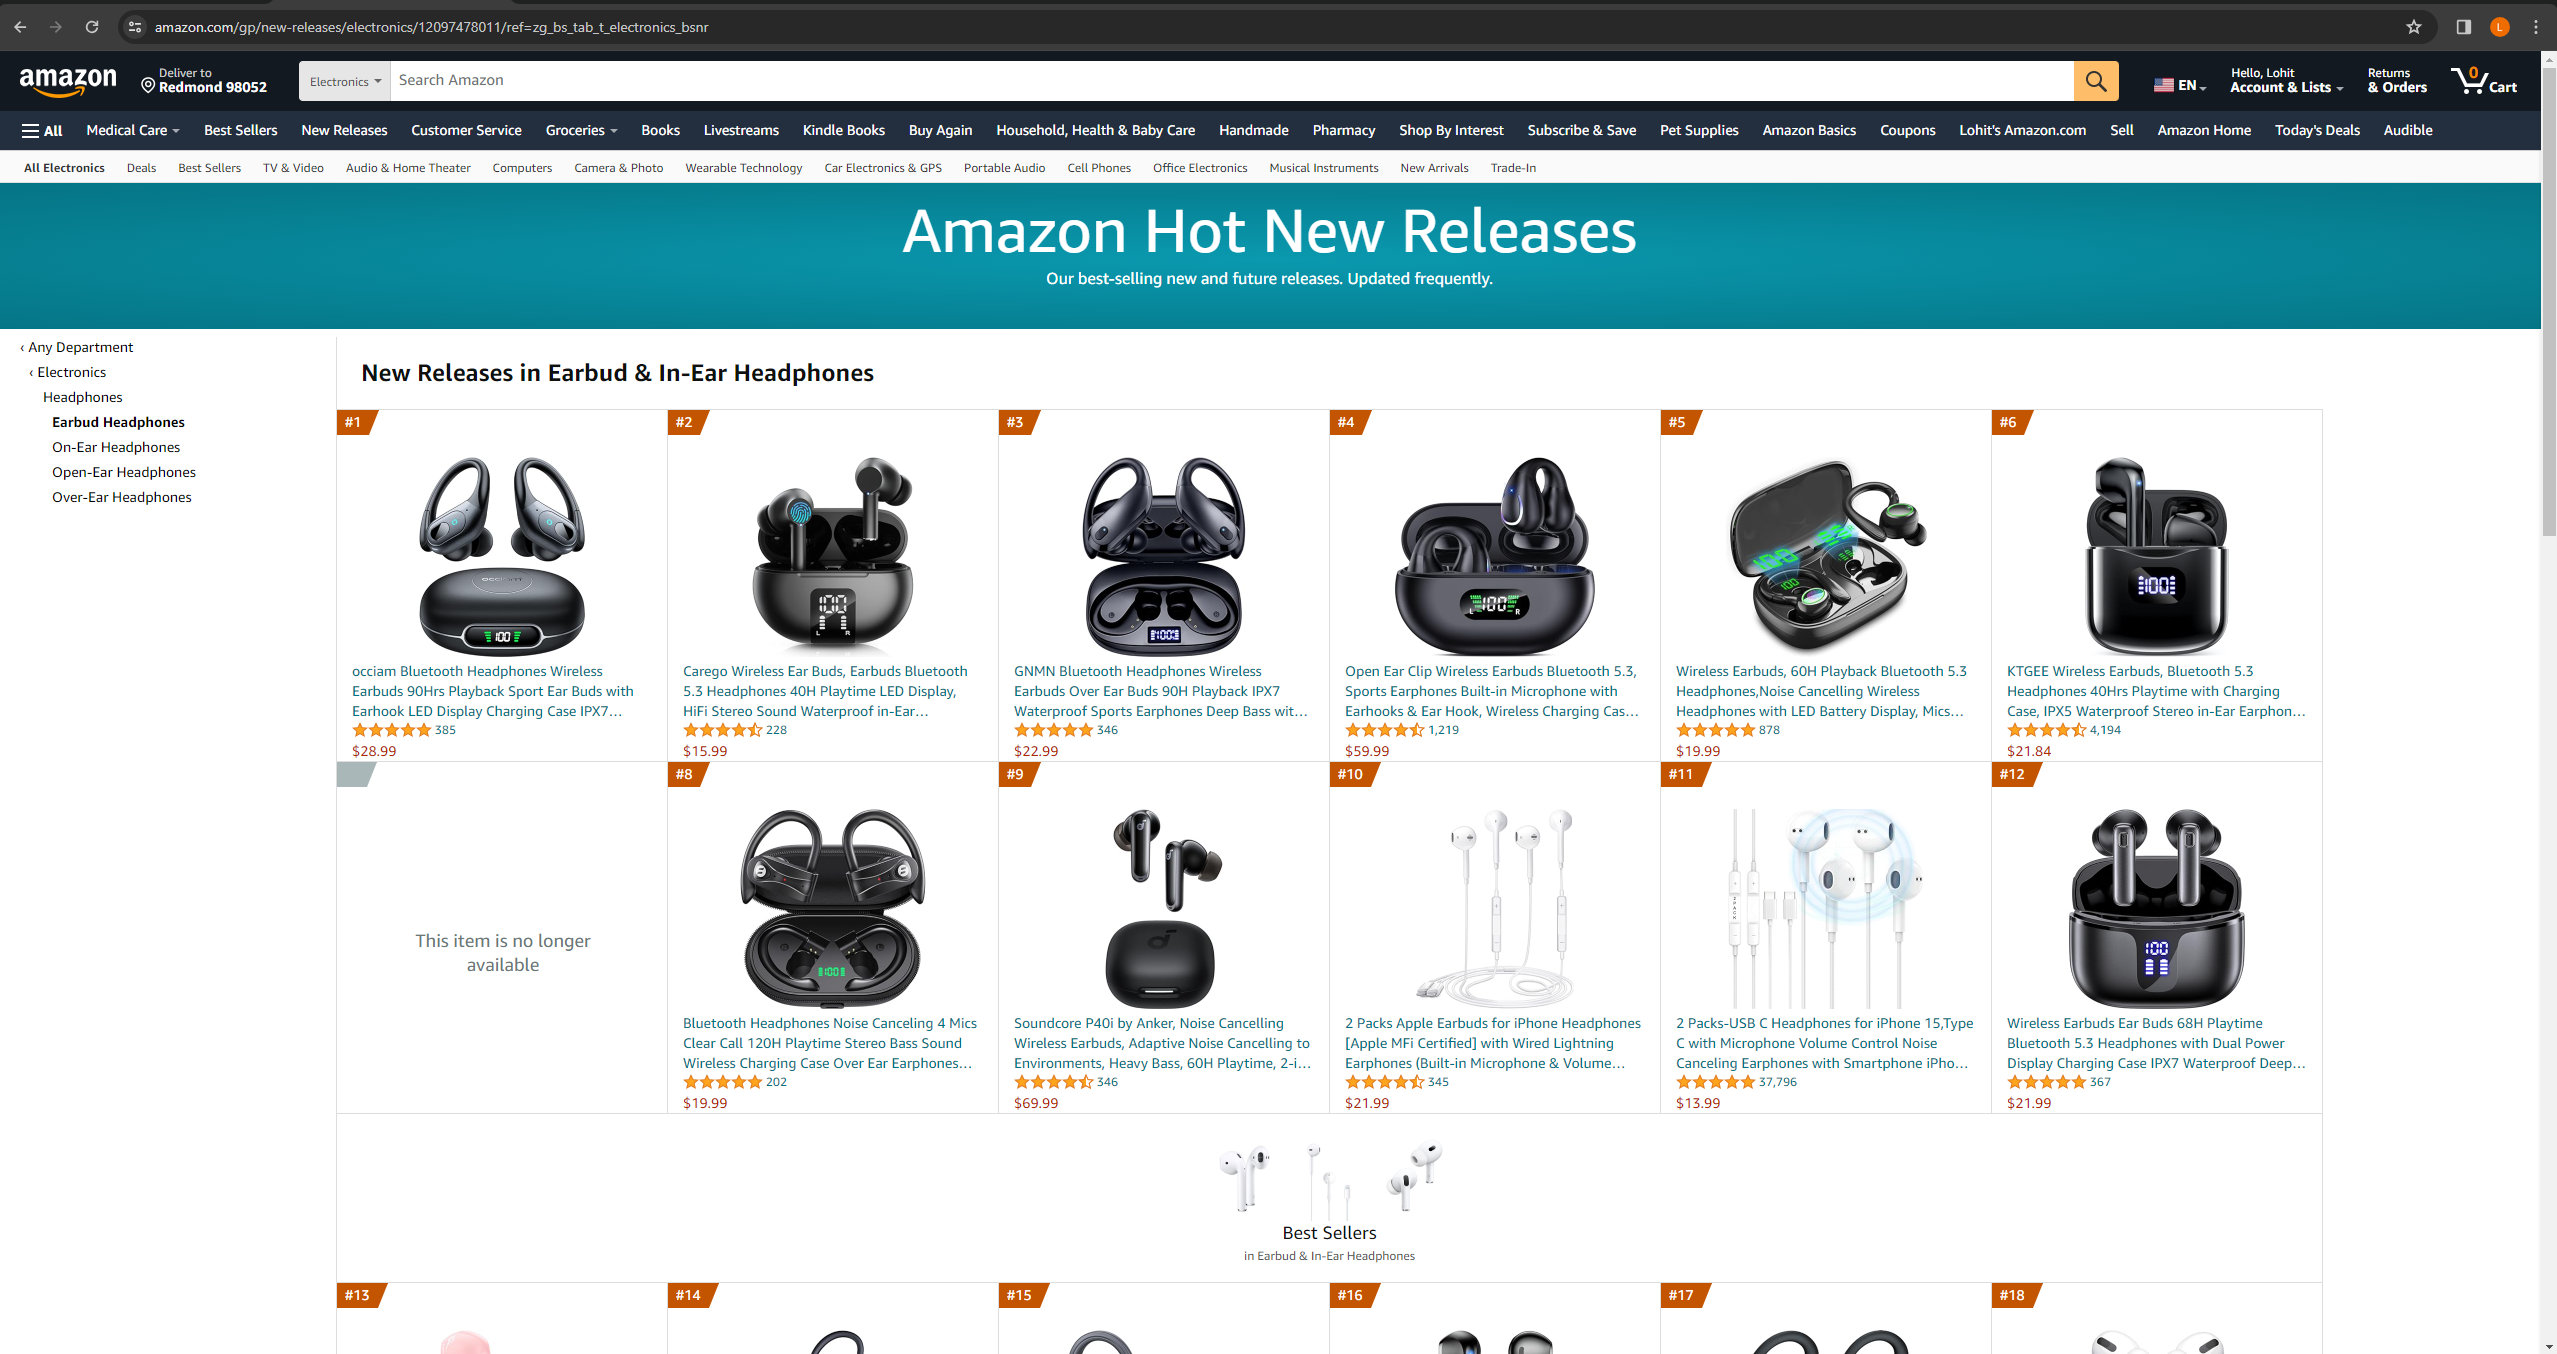 amazon.com/gp/new-releases/electronics/12097478011/ref=zg_bs_tab_t_electronics_bsnr
L
amazon
Deliver to
Redmond 98052
Electronics
Search Amazon
EN
Hello, Lohit
Account & Lists
Returns
& Orders
0
Cart
All
Medical Care
Best Sellers
New Releases
Customer Service
Groceries
Books
Livestreams
Kindle Books
Buy Again
Household, Health & Baby Care
Handmade
Pharmacy
Shop By Interest
Subscribe & Save
Pet Supplies
Amazon Basics
Coupons
Lohit's Amazon.com
Sell
Amazon Home
Today's Deals
Audible
All Electronics
Deals
Best Sellers
TV & Video
Audio & Home Theater
Computers
Camera & Photo
Wearable Technology
Car Electronics & GPS
Portable Audio
Cell Phones
Office Electronics
Musical Instruments
New Arrivals
Trade-In
Amazon Hot New Releases
Our best-selling new and future releases. Updated frequently.
‹ Any Department
‹ Electronics
Headphones
Earbud Headphones
On-Ear Headphones
Open-Ear Headphones
Over-Ear Headphones
New Releases in Earbud & In-Ear Headphones
#1
occiam
100
occiam Bluetooth Headphones Wireless
Earbuds 90Hrs Playback Sport Ear Buds with
Earhook LED Display Charging Case IPX7...
385
$28.99
#2
100
L R
Carego Wireless Ear Buds, Earbuds Bluetooth
5.3 Headphones 40H Playtime LED Display,
HiFi Stereo Sound Waterproof in-Ear...
228
$15.99
#3
100
GNMN Bluetooth Headphones Wireless
Earbuds Over Ear Buds 90H Playback IPX7
Waterproof Sports Earphones Deep Bass wit...
346
$22.99
#4
L 100 R
Open Ear Clip Wireless Earbuds Bluetooth 5.3,
Sports Earphones Built-in Microphone with
Earhooks & Ear Hook, Wireless Charging Cas...
1,219
$59.99
#5
100
Wireless Earbuds, 60H Playback Bluetooth 5.3
Headphones,Noise Cancelling Wireless
Headphones with LED Battery Display, Mics...
878
$19.99
#6
100
KTGEE Wireless Earbuds, Bluetooth 5.3
Headphones 40Hrs Playtime with Charging
Case, IPX5 Waterproof Stereo in-Ear Earphon...
4,194
$21.84
This item is no longer
available
#8
100
Bluetooth Headphones Noise Canceling 4 Mics
Clear Call 120H Playtime Stereo Bass Sound
Wireless Charging Case Over Ear Earphones...
202
$19.99
#9
Soundcore P40i by Anker, Noise Cancelling
Wireless Earbuds, Adaptive Noise Cancelling to
Environments, Heavy Bass, 60H Playtime, 2-i...
346
$69.99
#10
2 Packs Apple Earbuds for iPhone Headphones
[Apple MFi Certified] with Wired Lightning
Earphones (Built-in Microphone & Volume...
345
$21.99
#11
2 PACK
2 Packs-USB C Headphones for iPhone 15,Type
C with Microphone Volume Control Noise
Canceling Earphones with Smartphone iPho...
37,796
$13.99
#12
100
Wireless Earbuds Ear Buds 68H Playtime
Bluetooth 5.3 Headphones with Dual Power
Display Charging Case IPX7 Waterproof Deep...
367
$21.99
Best Sellers
in Earbud & In-Ear Headphones
#13
#14
#15
#16
#17
#18